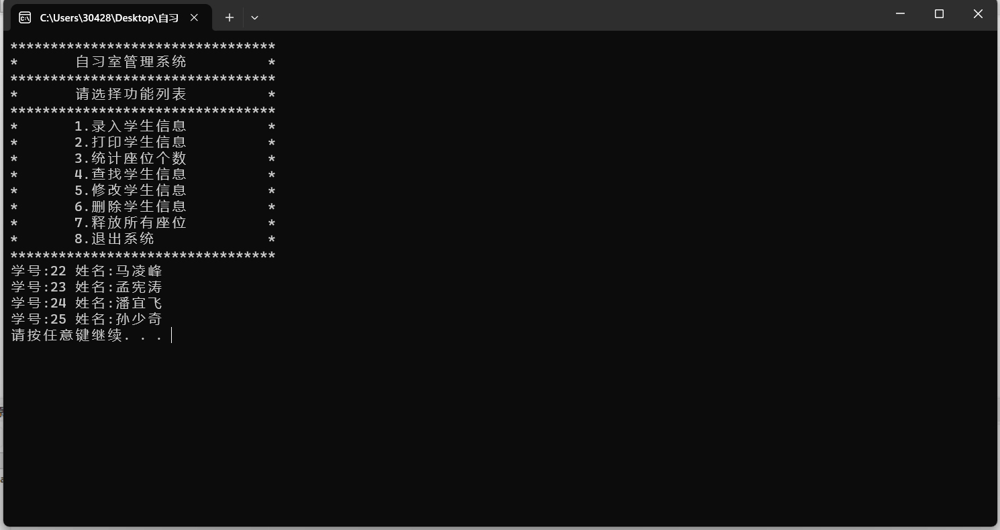 C:\Users\30428\Desktop\自习
*********************************
* 自习室管理系统 *
*********************************
* 请选择功能列表 *
*********************************
* 1.录入学生信息 *
* 2.打印学生信息 *
* 3.统计座位个数 *
* 4.查找学生信息 *
* 5.修改学生信息 *
* 6.删除学生信息 *
* 7.释放所有座位 *
* 8.退出系统 *
*********************************
学号:22 姓名:马凌峰
学号:23 姓名:孟宪涛
学号:24 姓名:潘宜飞
学号:25 姓名:孙少奇
请按任意键继续. . .